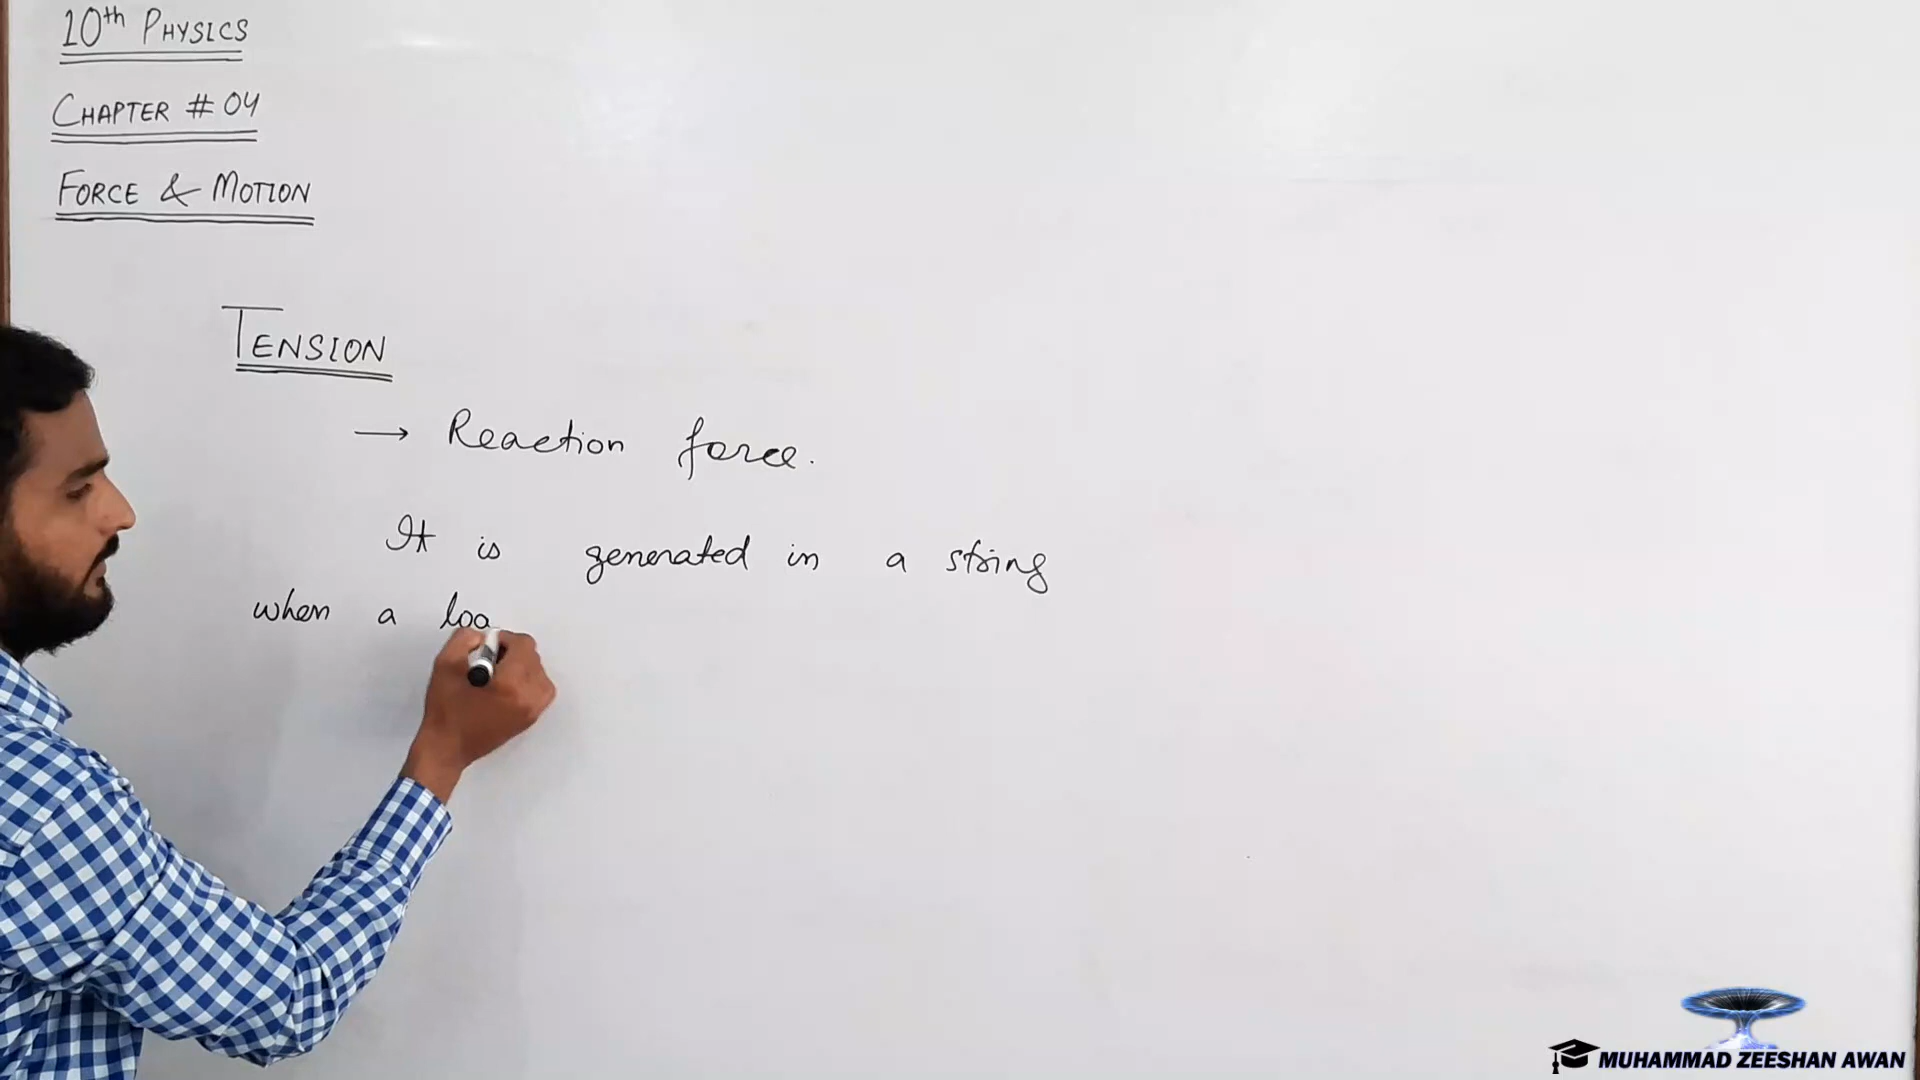 10th PHYSICS
CHAPTER # 04
FORCE & MOTION
TENSION
→ Reaction force.
It is generated in a string
when a loa
MUHAMMAD ZEESHAN AWAN